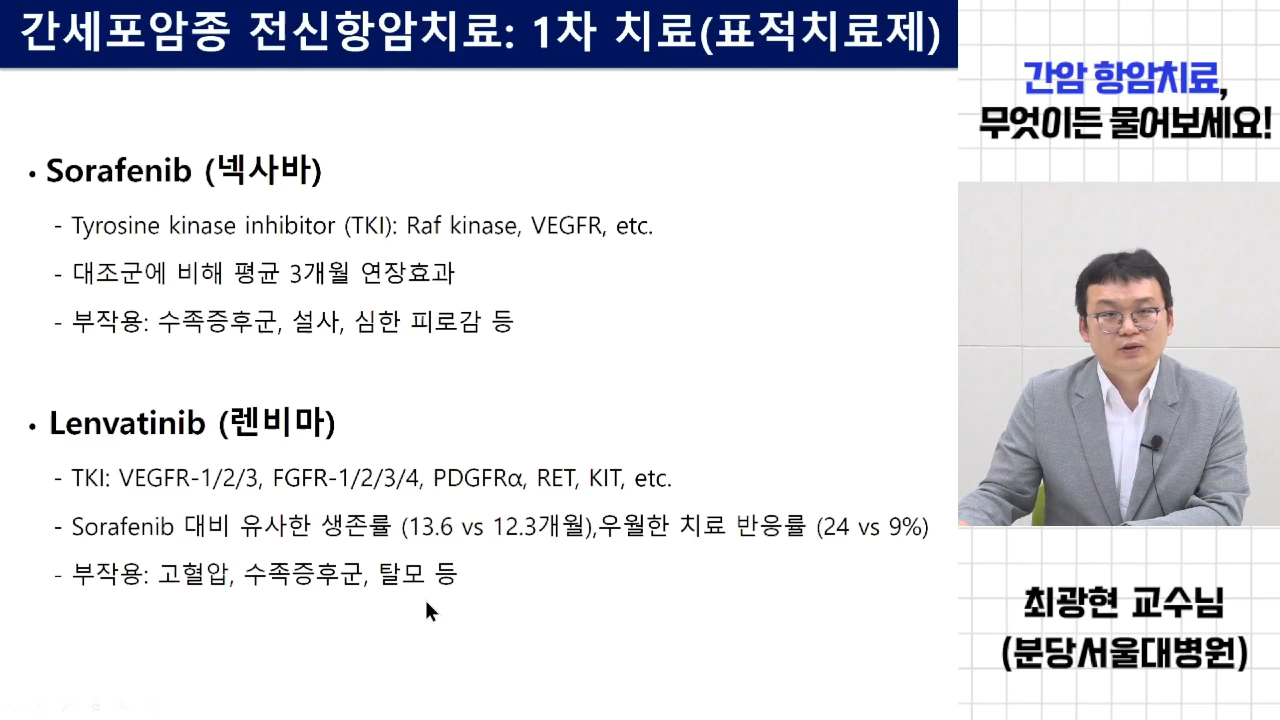 간세포암종 전신항암치료: 1차 치료(표적치료제)
• Sorafenib (넥사바)
- Tyrosine kinase inhibitor (TKI): Raf kinase, VEGFR, etc.
- 대조군에 비해 평균 3개월 연장효과
- 부작용: 수족증후군, 설사, 심한 피로감 등
• Lenvatinib (렌비마)
- TKI: VEGFR-1/2/3, FGFR-1/2/3/4, PDGFRα, RET, KIT, etc.
- Sorafenib 대비 유사한 생존률 (13.6 vs 12.3개월),우월한 치료 반응률 (24 vs 9%)
- 부작용: 고혈압, 수족증후군, 탈모 등
간암 항암치료,
무엇이든 물어보세요!
최광현 교수님
(분당서울대병원)